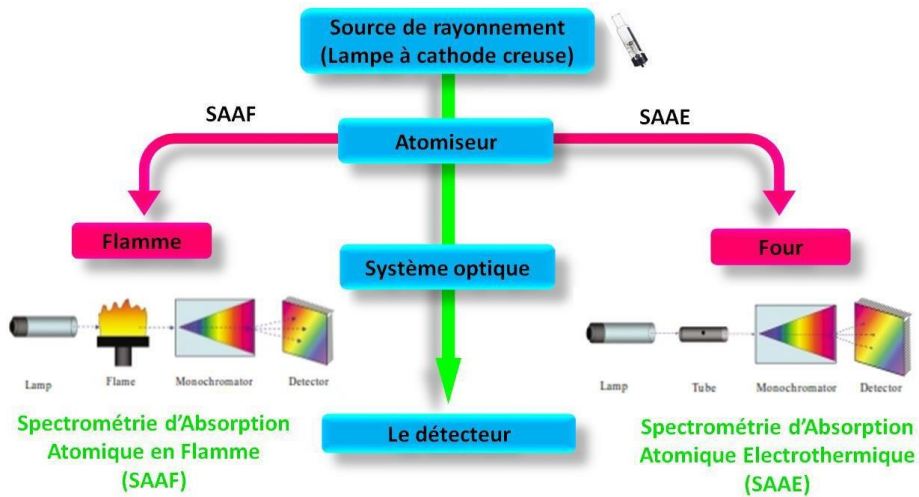 Source de rayonnement
(Lampe à cathode creuse)
SAAF
SAAE
Atomiseur
Flamme
Four
Système optique
Lamp
Flame
Monochromator
Detector
Lamp
Tube
Monochromator
Detector
Spectrométrie d'Absorption
Atomique en Flamme
(SAAF)
Le détecteur
Spectrométrie d'Absorption
Atomique Electrothermique
(SAAE)